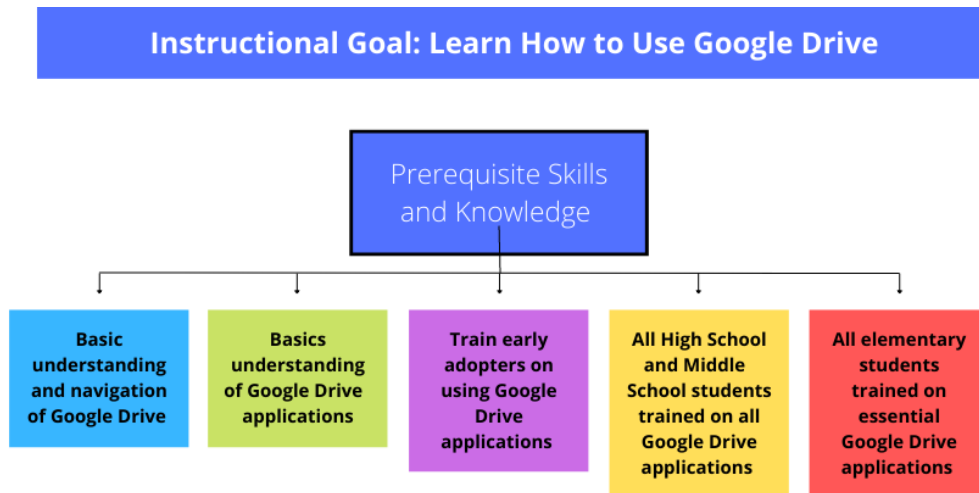 Instructional Goal: Learn How to Use Google Drive
Prerequisite Skills
and Knowledge
Basic
understanding
and navigation
of Google Drive
Basics
understanding
of Google Drive
applications
Train early
adopters on
using Google
Drive
applications
All High School
and Middle
School students
trained on all
Google Drive
applications
All elementary
students
trained on
essential
Google Drive
applications